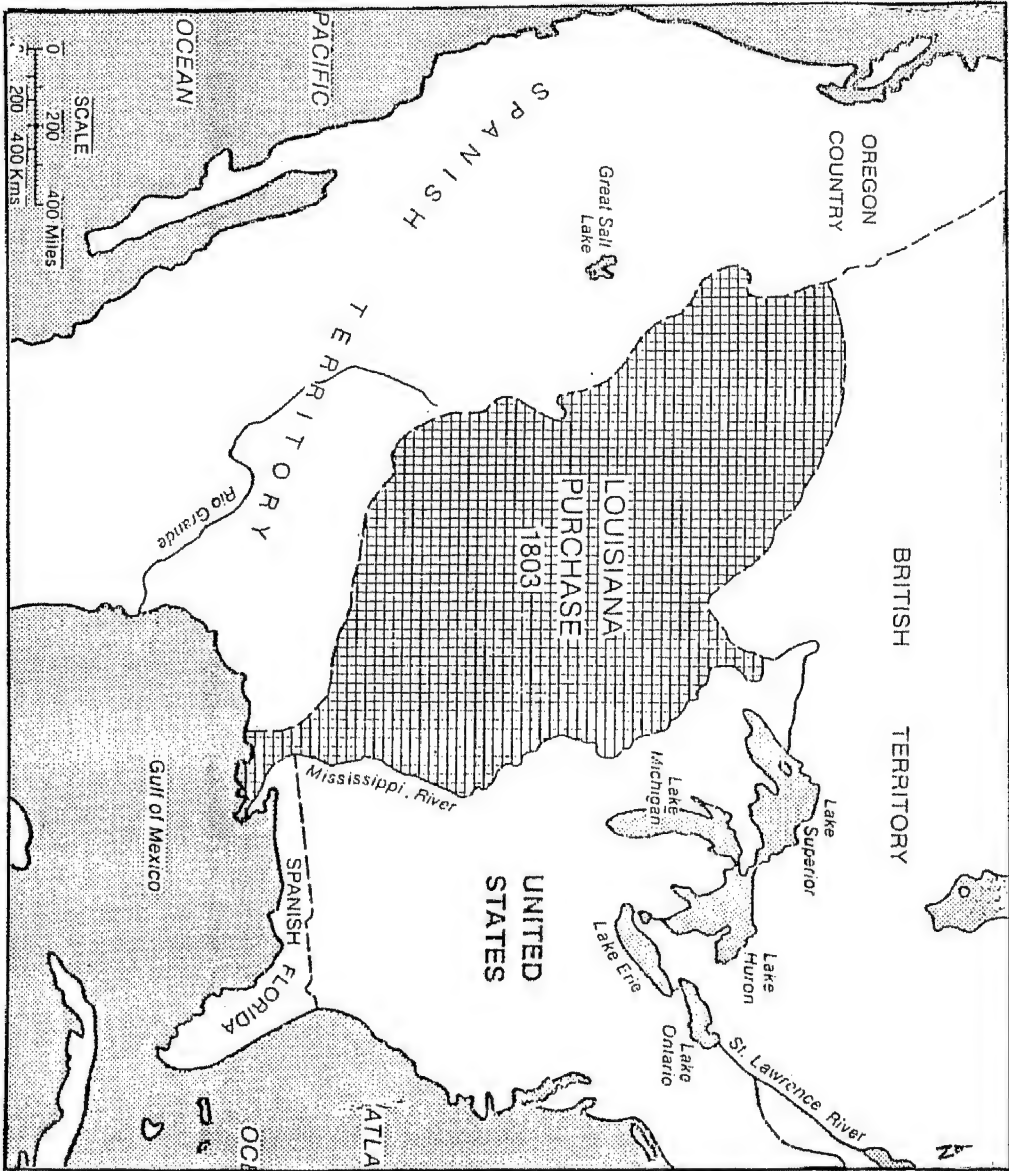 OREGON
COUNTRY
BRITISH TERRITORY
Great Salt
Lake
SPANISH TERRITORY
LOUISIANA
PURCHASE
1803
Lake
Superior
Lake
Michigan
Lake
Huron
Lake Erie
Lake
Ontario
St. Lawrence River
N
UNITED
STATES
Mississippi River
Rio Grande
SPANISH FLORIDA
Gulf of Mexico
PACIFIC
OCEAN
ATLA
OCE
SCALE
0 200 400 Miles
200 400 Kms